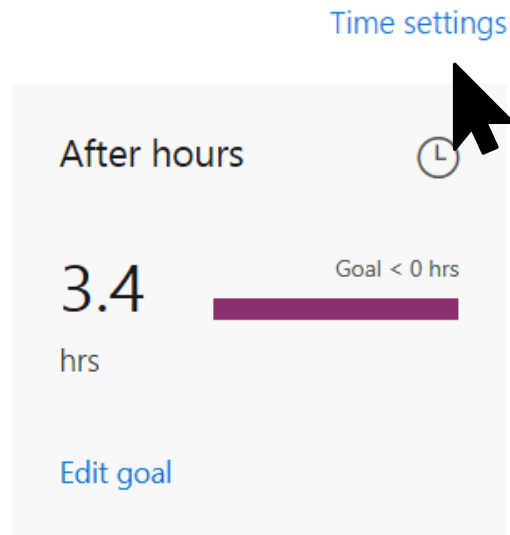 Time settings
After hours
Goal < 0 hrs
3.4
hrs
Edit goal